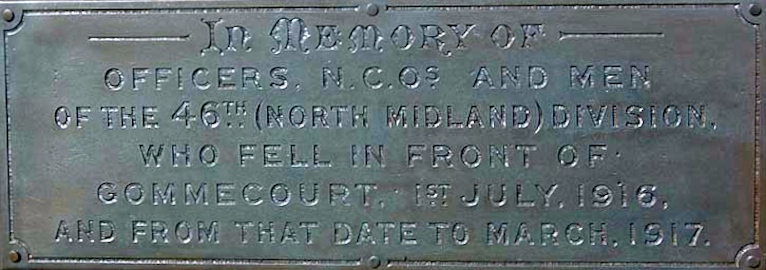 In Memory of
OFFICERS, N.C.Os AND MEN
OF THE 46TH (NORTH MIDLAND) DIVISION,
WHO FELL IN FRONT OF
GOMMECOURT, 1ST JULY, 1916,
AND FROM THAT DATE TO MARCH, 1917.